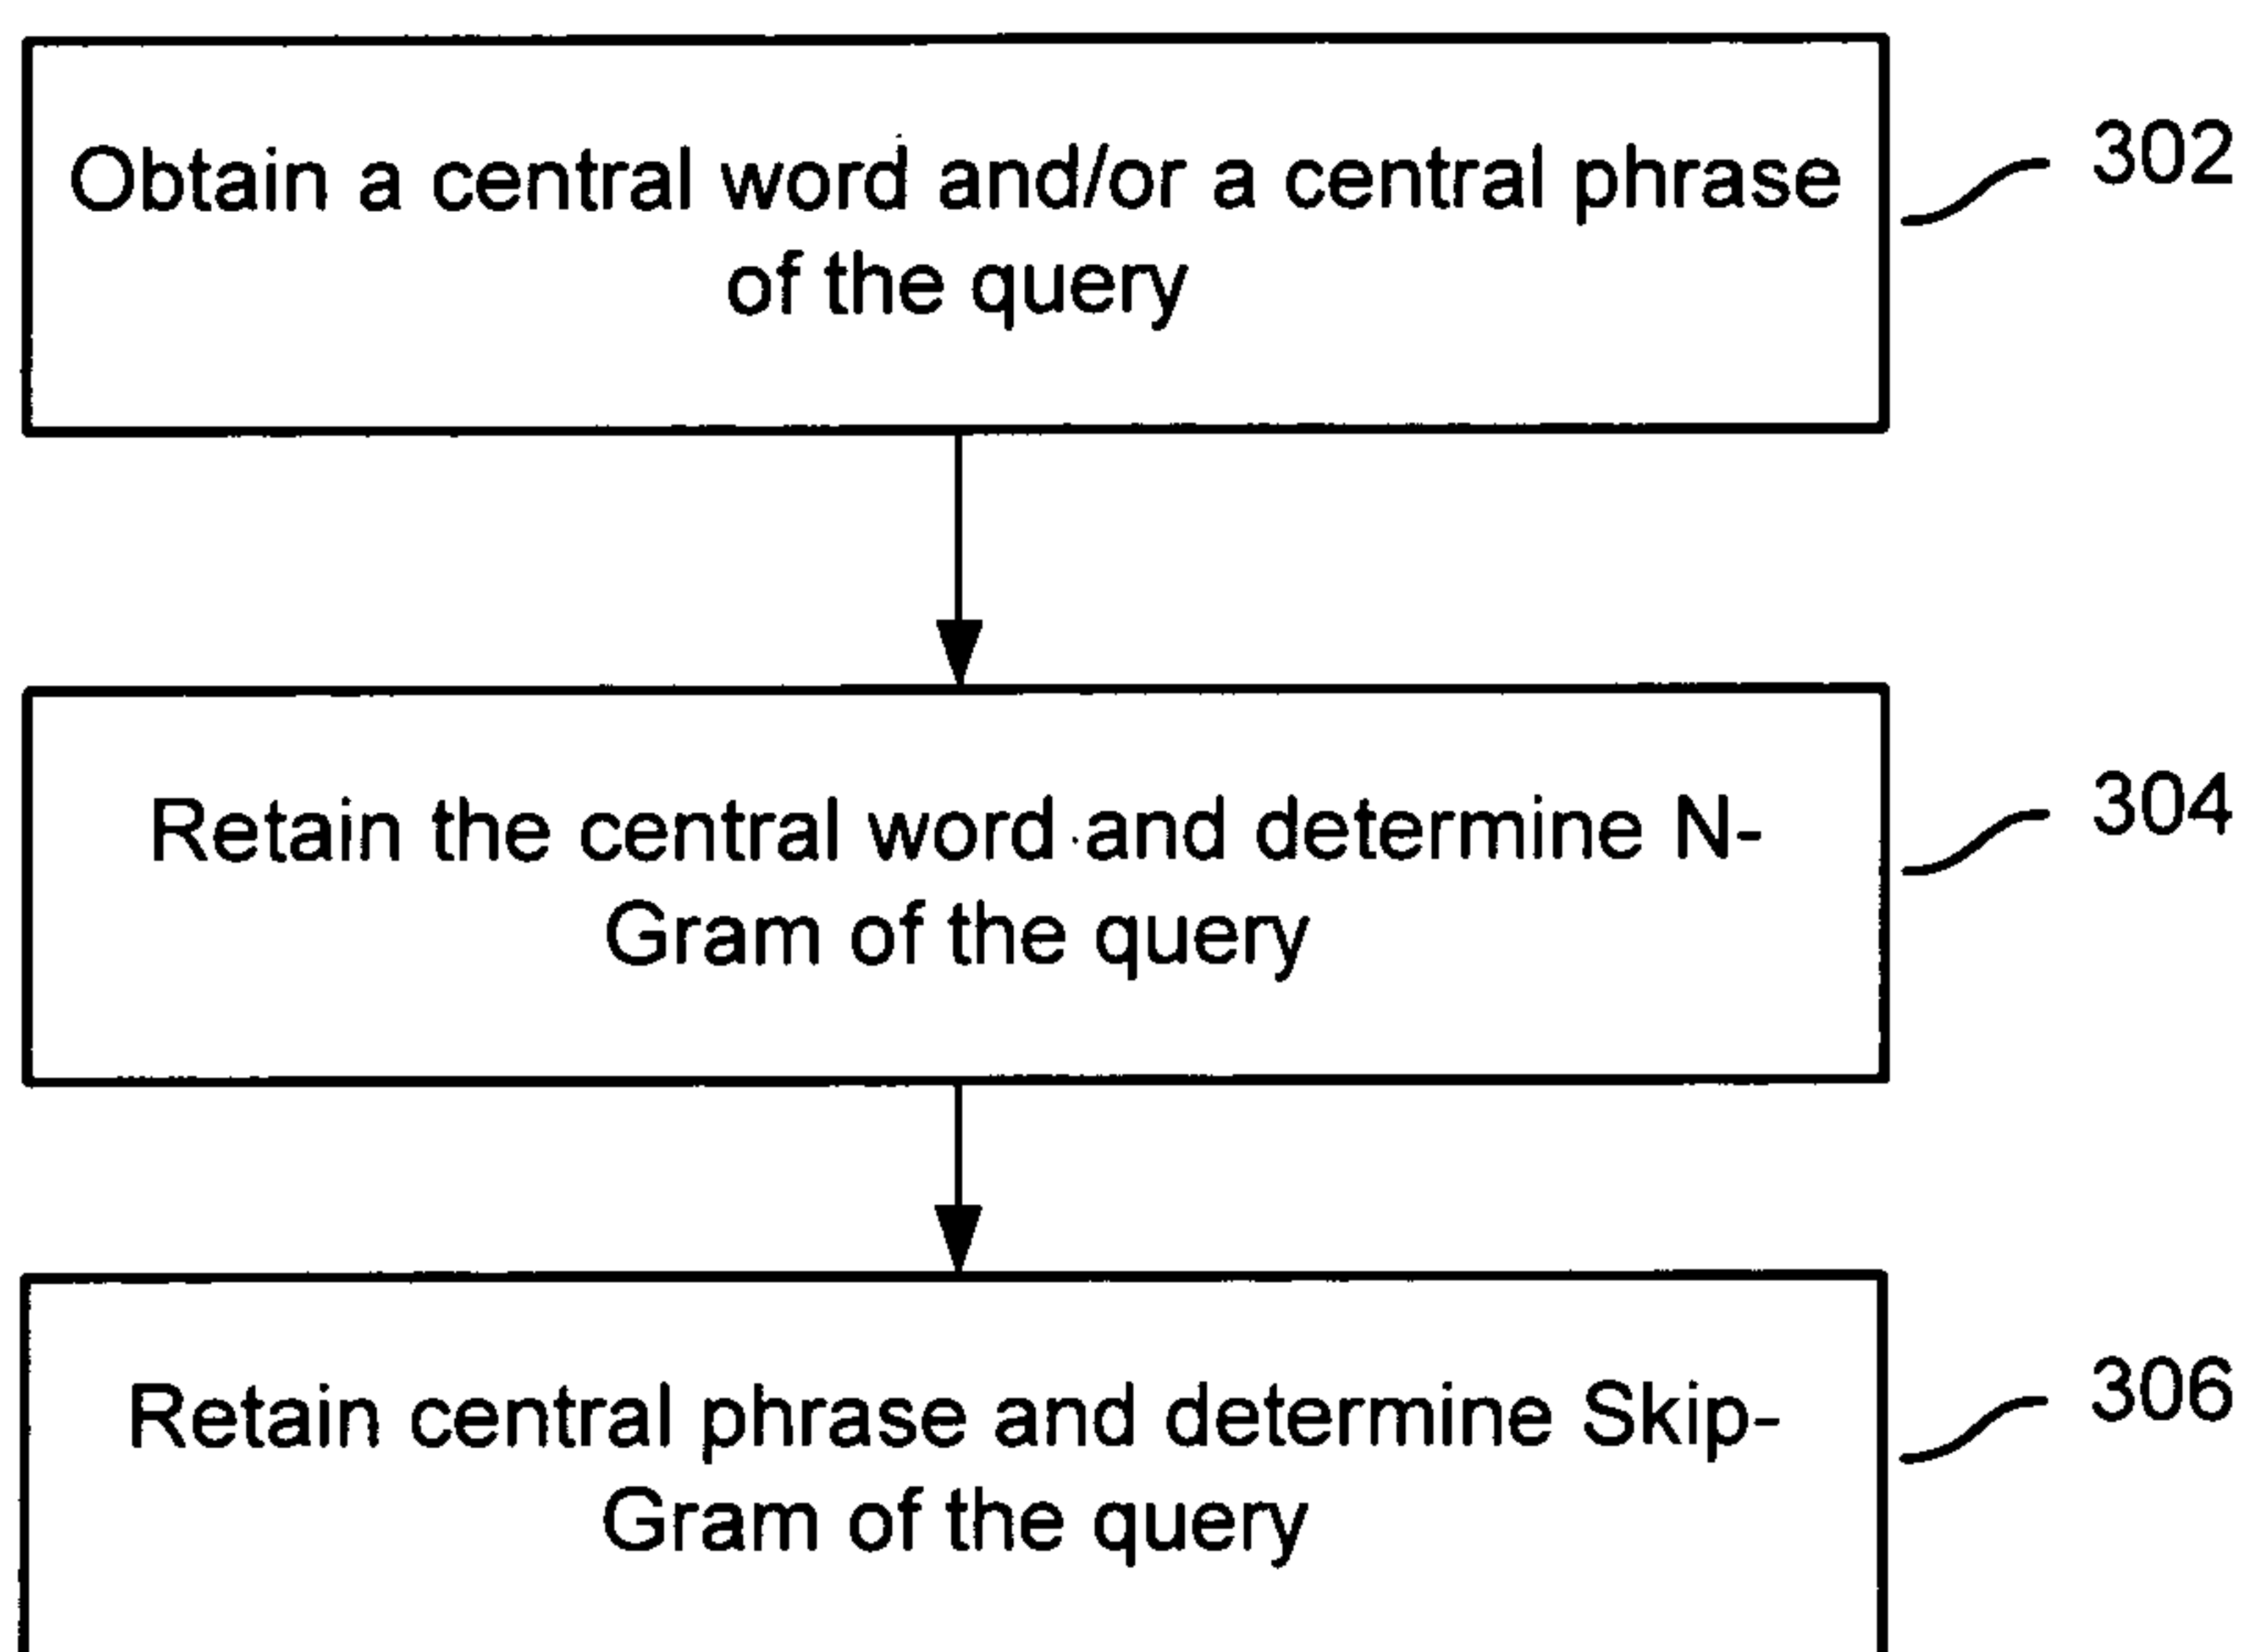 Obtain a central word and/or a central phrase
of the query
302
Retain the central word and determine N-
Gram of the query
304
Retain central phrase and determine Skip-
Gram of the query
306